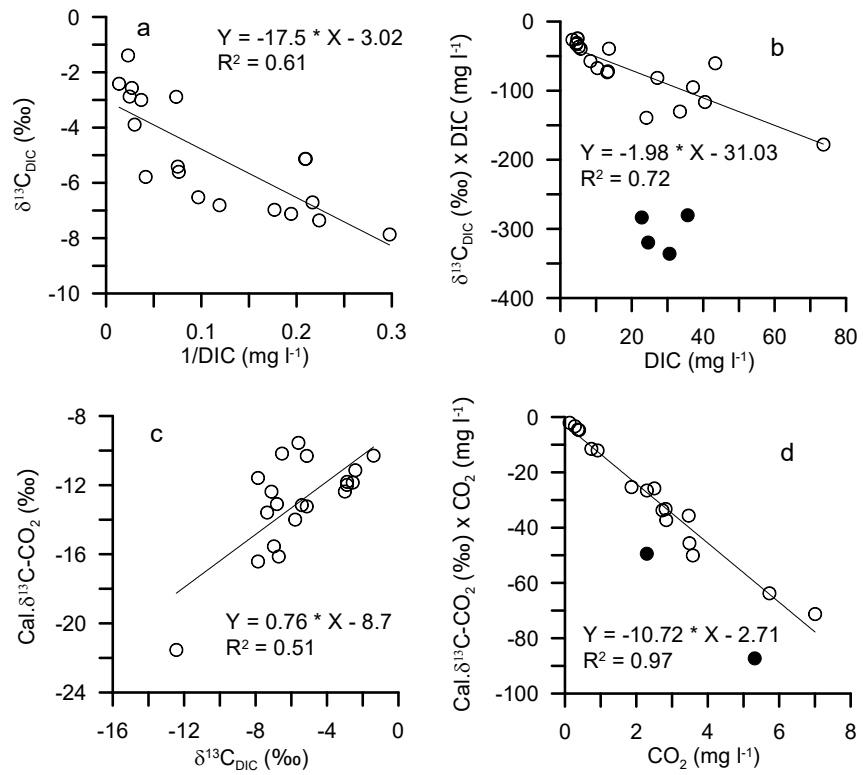 a
Y = -17.5 * X - 3.02
R² = 0.61
0
-2
-4
-6
-8
-10
δ¹³C_DIC (‰)
0 0.1 0.2 0.3
1/DIC (mg l⁻¹)
b
Y = -1.98 * X - 31.03
R² = 0.72
0
-100
-200
-300
-400
δ¹³C_DIC (‰) x DIC (mg l⁻¹)
0 20 40 60 80
DIC (mg l⁻¹)
c
Y = 0.76 * X - 8.7
R² = 0.51
-8
-12
-16
-20
-24
Cal.δ¹³C-CO₂ (‰)
-16 -12 -8 -4 0
δ¹³C_DIC (‰)
d
Y = -10.72 * X - 2.71
R² = 0.97
0
-20
-40
-60
-80
-100
Cal.δ¹³C-CO₂ (‰) x CO₂ (mg l⁻¹)
0 2 4 6 8
CO₂ (mg l⁻¹)